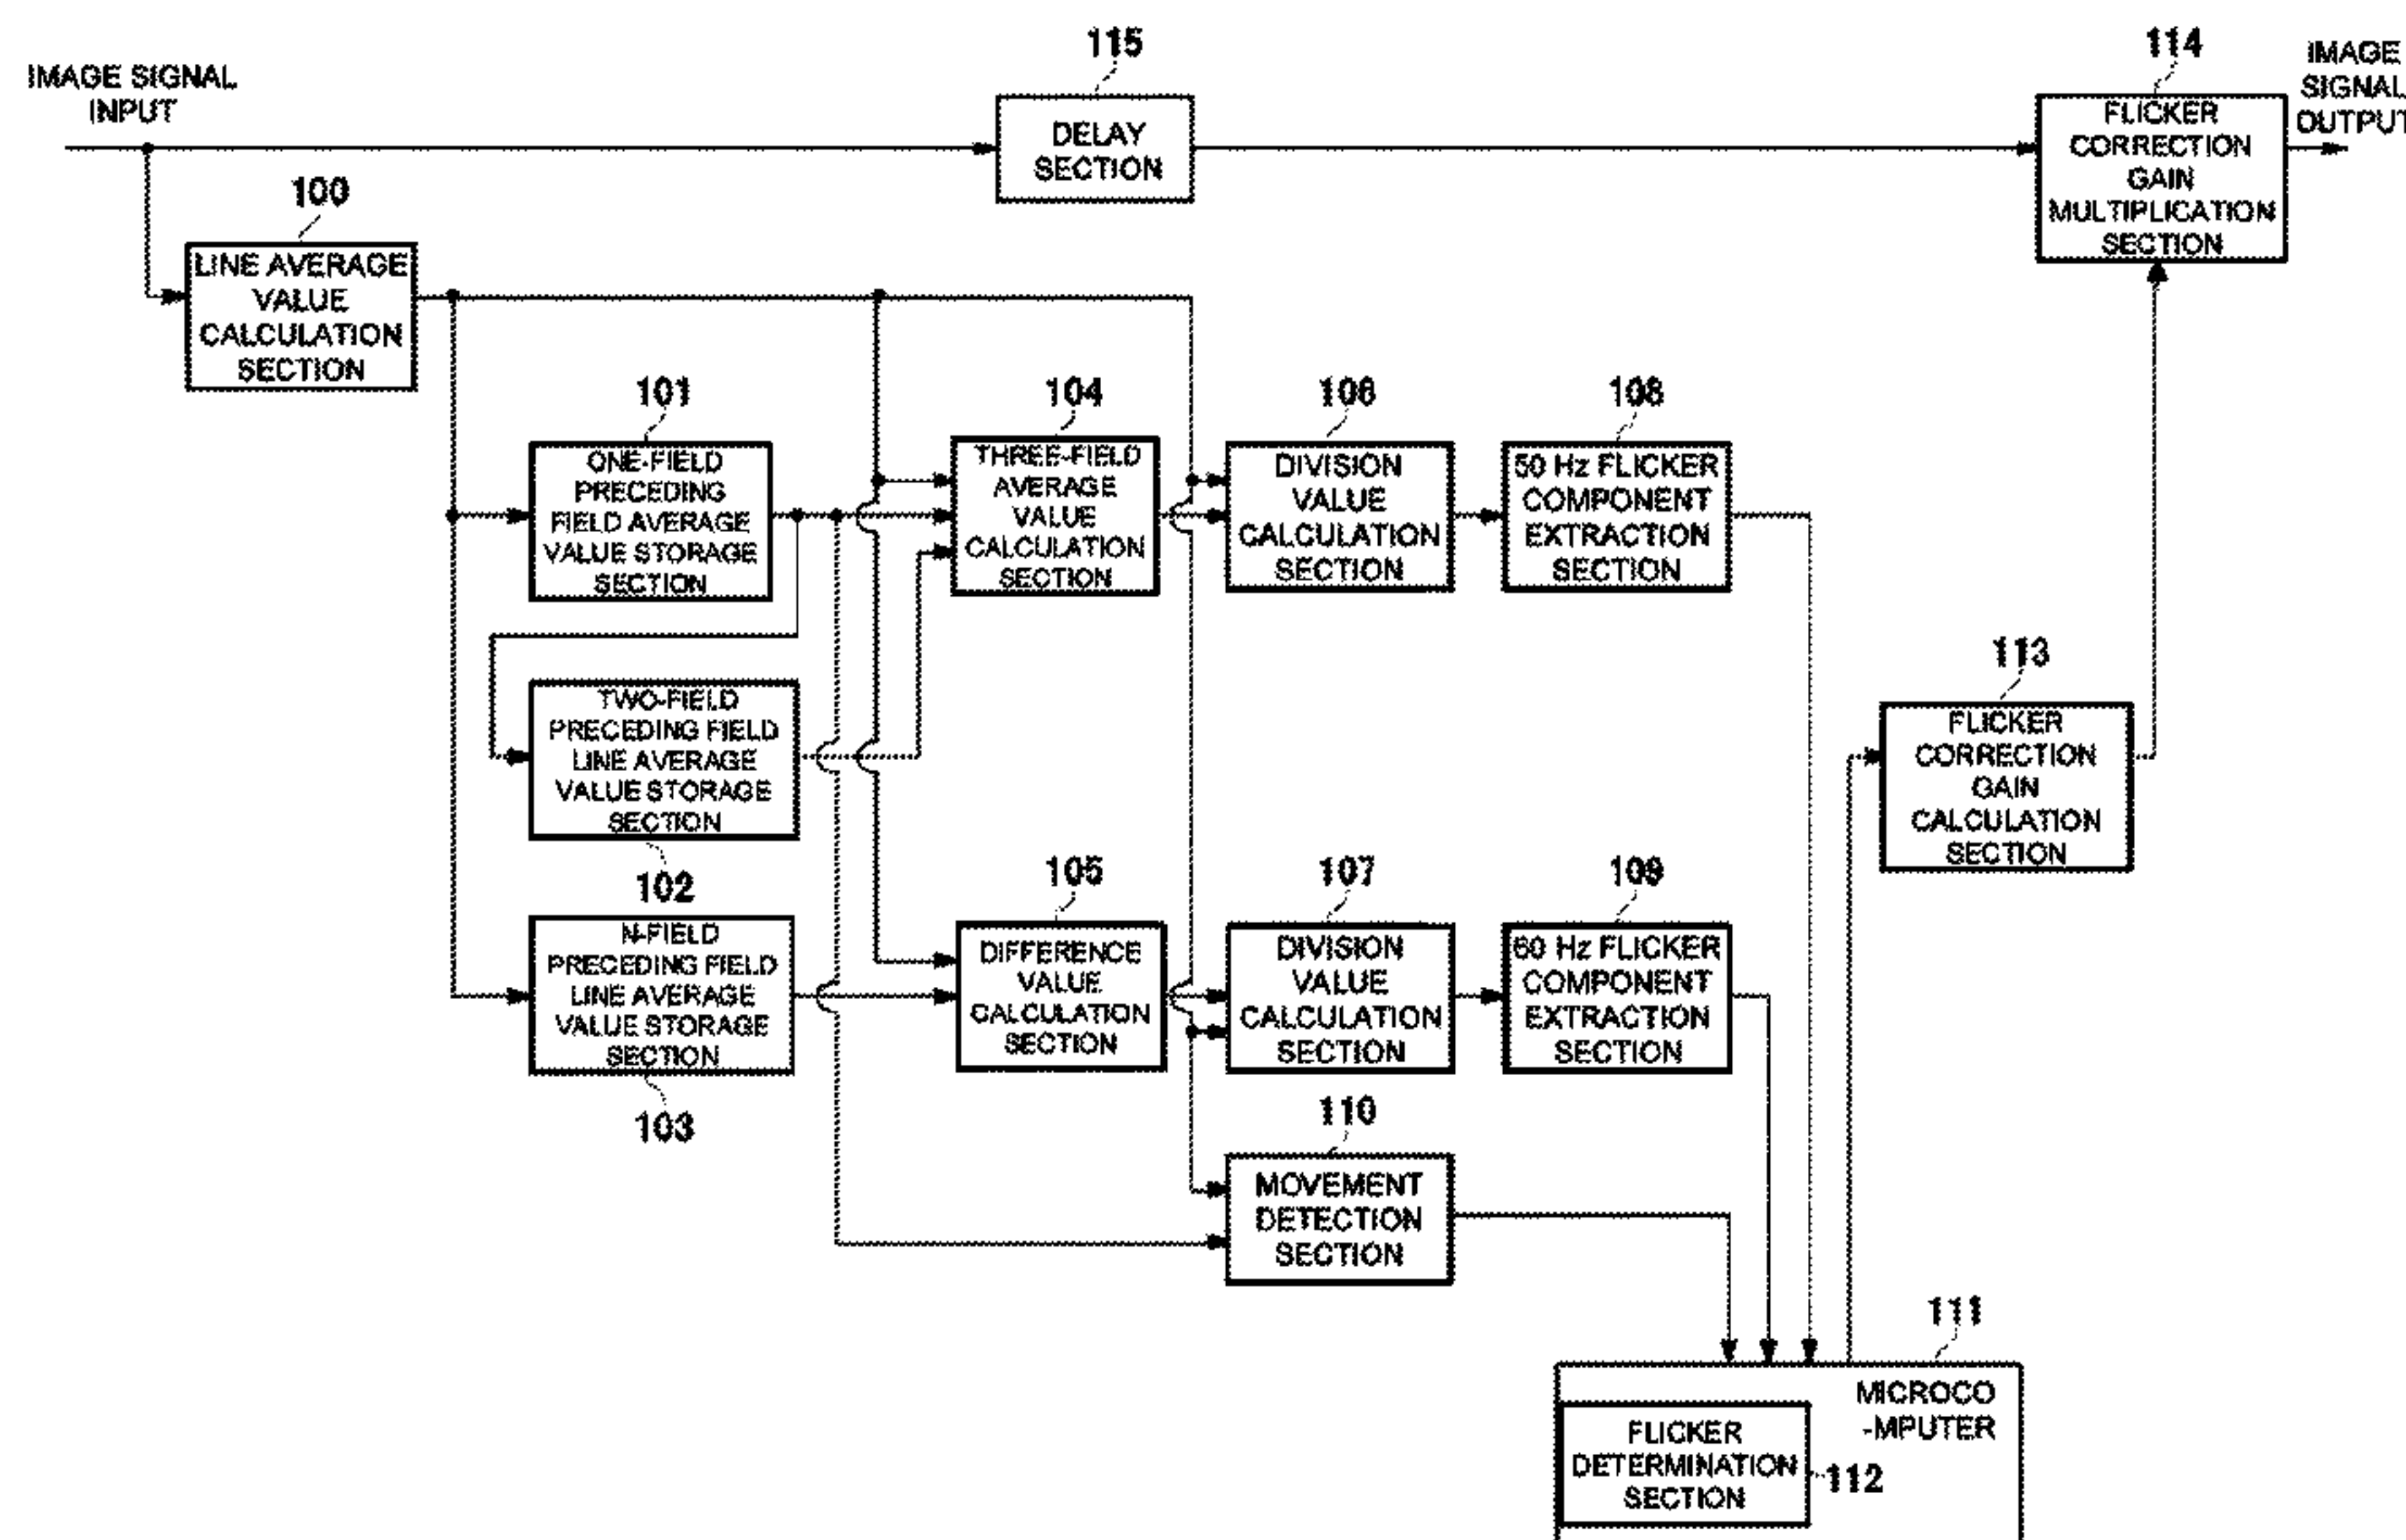 115
114
IMAGE SIGNAL
INPUT
IMAGE
SIGNAL
OUTPUT
DELAY
SECTION
FLICKER
CORRECTION
GAIN
MULTIPLICATION
SECTION
100
LINE AVERAGE
VALUE
CALCULATION
SECTION
101
ONE-FIELD
PRECEDING
FIELD AVERAGE
VALUE STORAGE
SECTION
104
THREE-FIELD
AVERAGE
VALUE
CALCULATION
SECTION
106
DIVISION
VALUE
CALCULATION
SECTION
108
50 Hz FLICKER
COMPONENT
EXTRACTION
SECTION
TWO-FIELD
PRECEDING FIELD
LINE AVERAGE
VALUE STORAGE
SECTION
102
113
FLICKER
CORRECTION
GAIN
CALCULATION
SECTION
N-FIELD
PRECEDING FIELD
LINE AVERAGE
VALUE STORAGE
SECTION
103
105
DIFFERENCE
VALUE
CALCULATION
SECTION
107
DIVISION
VALUE
CALCULATION
SECTION
109
60 Hz FLICKER
COMPONENT
EXTRACTION
SECTION
110
MOVEMENT
DETECTION
SECTION
111
MICROCO
-MPUTER
FLICKER
DETERMINATION
SECTION
112